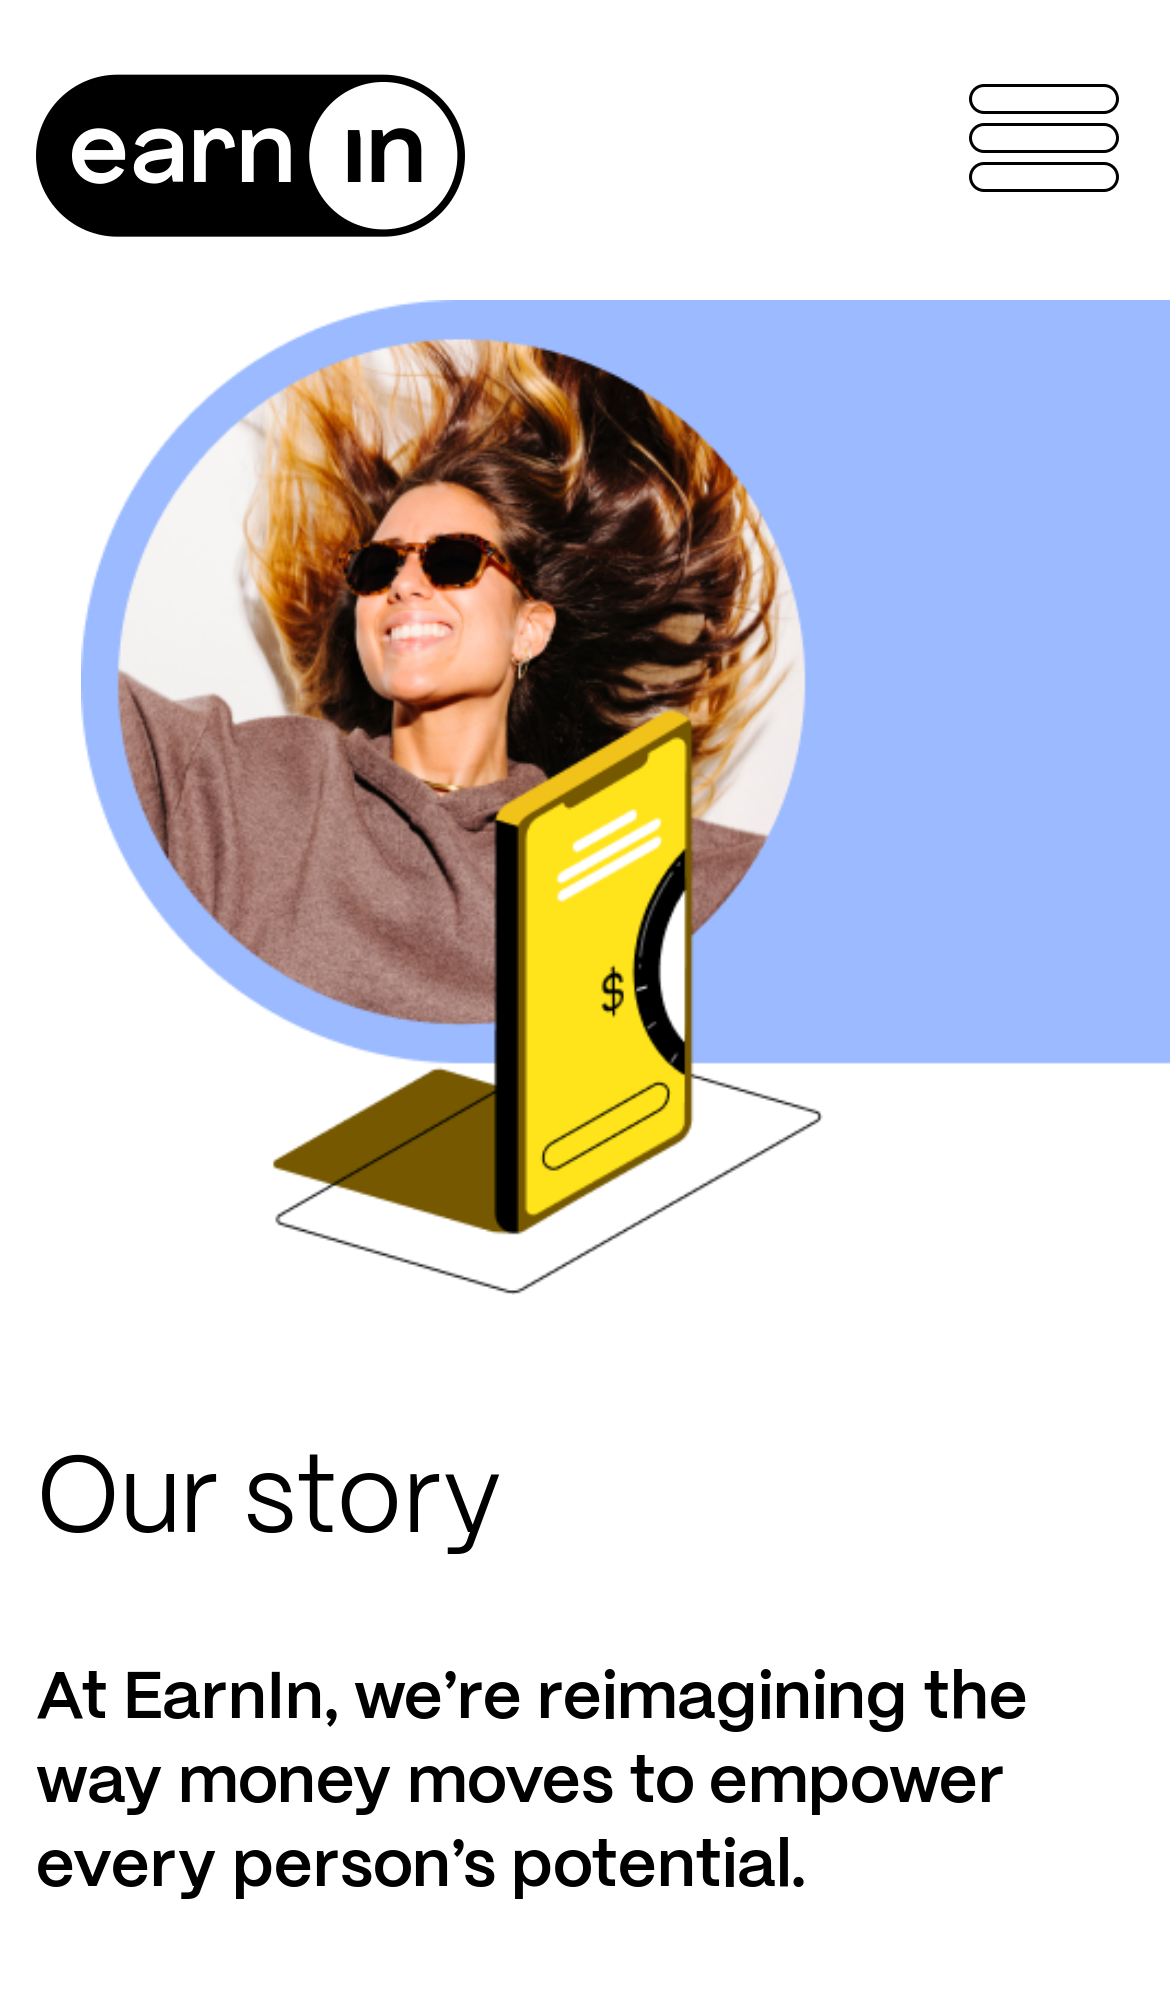 earn in
$
Our story
At EarnIn, we’re reimagining the
way money moves to empower
every person’s potential.